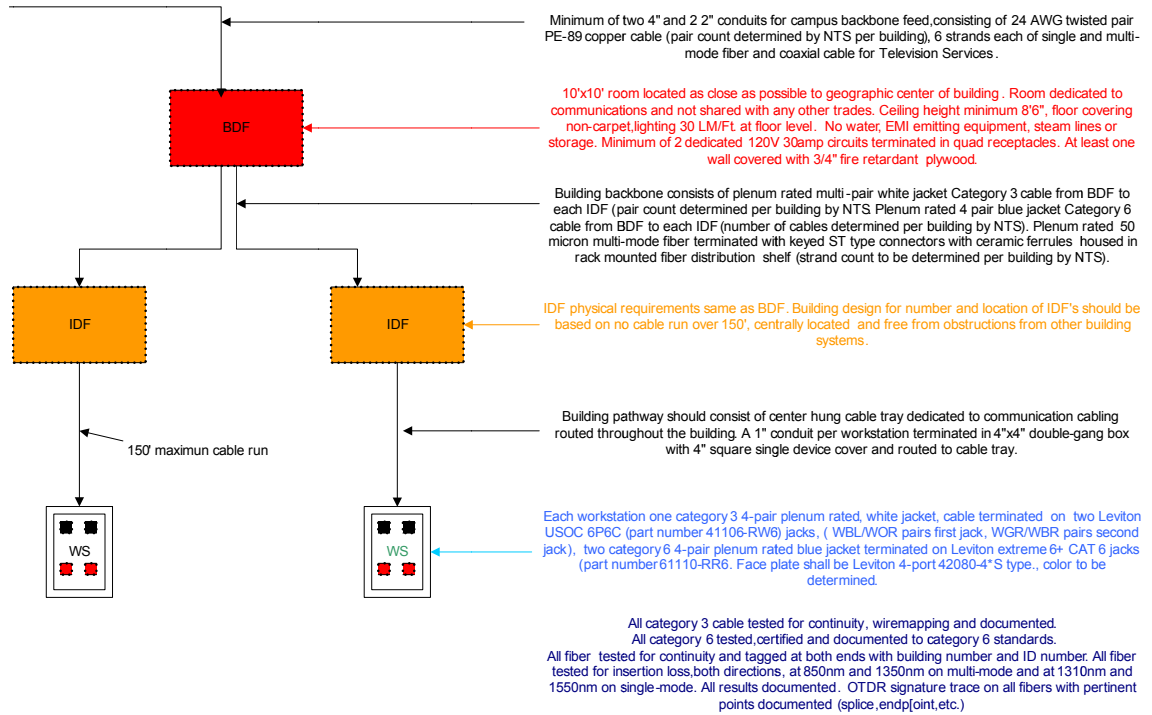 Minimum of two 4" and 2 2" conduits for campus backbone feed,consisting of 24 AWG twisted pair
PE-89 copper cable (pair count determined by NTS per building), 6 strands each of single and multi-
mode fiber and coaxial cable for Television Services.
BDF
10'x10' room located as close as possible to geographic center of building. Room dedicated to
communications and not shared with any other trades. Ceiling height minimum 8'6", floor covering
non-carpet,lighting 30 LM/Ft. at floor level. No water, EMI emitting equipment, steam lines or
storage. Minimum of 2 dedicated 120V 30amp circuits terminated in quad receptacles. At least one
wall covered with 3/4" fire retardant plywood.
Building backbone consists of plenum rated multi-pair white jacket Category 3 cable from BDF to
each IDF (pair count determined per building by NTS. Plenum rated 4 pair blue jacket Category 6
cable from BDF to each IDF (number of cables determined per building by NTS). Plenum rated 50
micron multi-mode fiber terminated with keyed ST type connectors with ceramic ferrules housed in
rack mounted fiber distribution shelf (strand count to be determined per building by NTS).
IDF
IDF
IDF physical requirements same as BDF. Building design for number and location of IDF's should be
based on no cable run over 150', centrally located and free from obstructions from other building
systems.
150' maximun cable run
Building pathway should consist of center hung cable tray dedicated to communication cabling
routed throughout the building. A 1" conduit per workstation terminated in 4"x4" double-gang box
with 4" square single device cover and routed to cable tray.
WS
WS
Each workstation one category 3 4-pair plenum rated, white jacket, cable terminated on two Leviton
USOC 6P6C (part number 41106-RW6) jacks, ( WBL/WOR pairs first jack, WGR/WBR pairs second
jack), two category 6 4-pair plenum rated blue jacket terminated on Leviton extreme 6+ CAT 6 jacks
(part number 61110-RR6. Face plate shall be Leviton 4-port 42080-4*S type., color to be
determined.
All category 3 cable tested for continuity, wiremapping and documented.
All category 6 tested,certified and documented to category 6 standards.
All fiber tested for continuity and tagged at both ends with building number and ID number. All fiber
tested for insertion loss,both directions, at 850nm and 1350nm on multi-mode and at 1310nm and
1550nm on single-mode. All results documented. OTDR signature trace on all fibers with pertinent
points documented (splice,endp[oint,etc.)